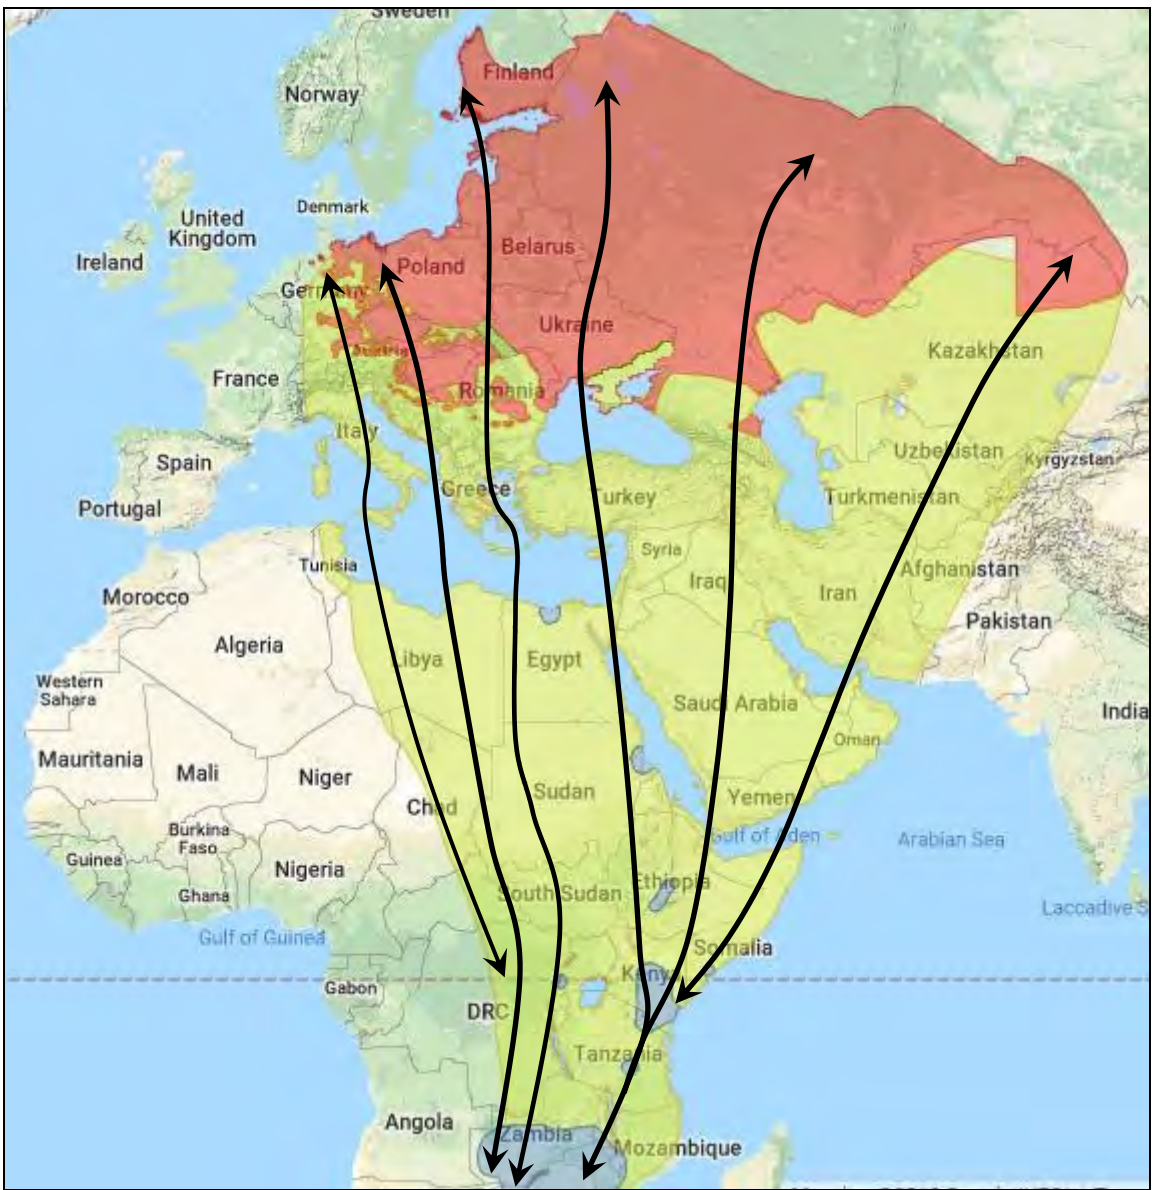 Sweden
Finland
Norway
Denmark
United
Kingdom
Ireland
Belarus
Poland
Germany
Ukraine
Austria
Kazakhstan
France
Romania
Italy
Uzbekistan
Kyrgyzstan
Spain
Greece
Turkey
Turkmenistan
Portugal
Syria
Tunisia
Iraq
Afghanistan
Iran
Morocco
Pakistan
Algeria
Libya
Egypt
Western
Sahara
Saudi Arabia
India
Oman
Mauritania
Mali
Niger
Sudan
Yemen
Chad
Burkina
Faso
Gulf of Aden
Arabian Sea
Guinea
Nigeria
Ethiopia
Ghana
South Sudan
Laccadive S
Gulf of Guinea
Somalia
Keny
Gabon
DRC
Tanzania
Angola
Zambia
Mozambique